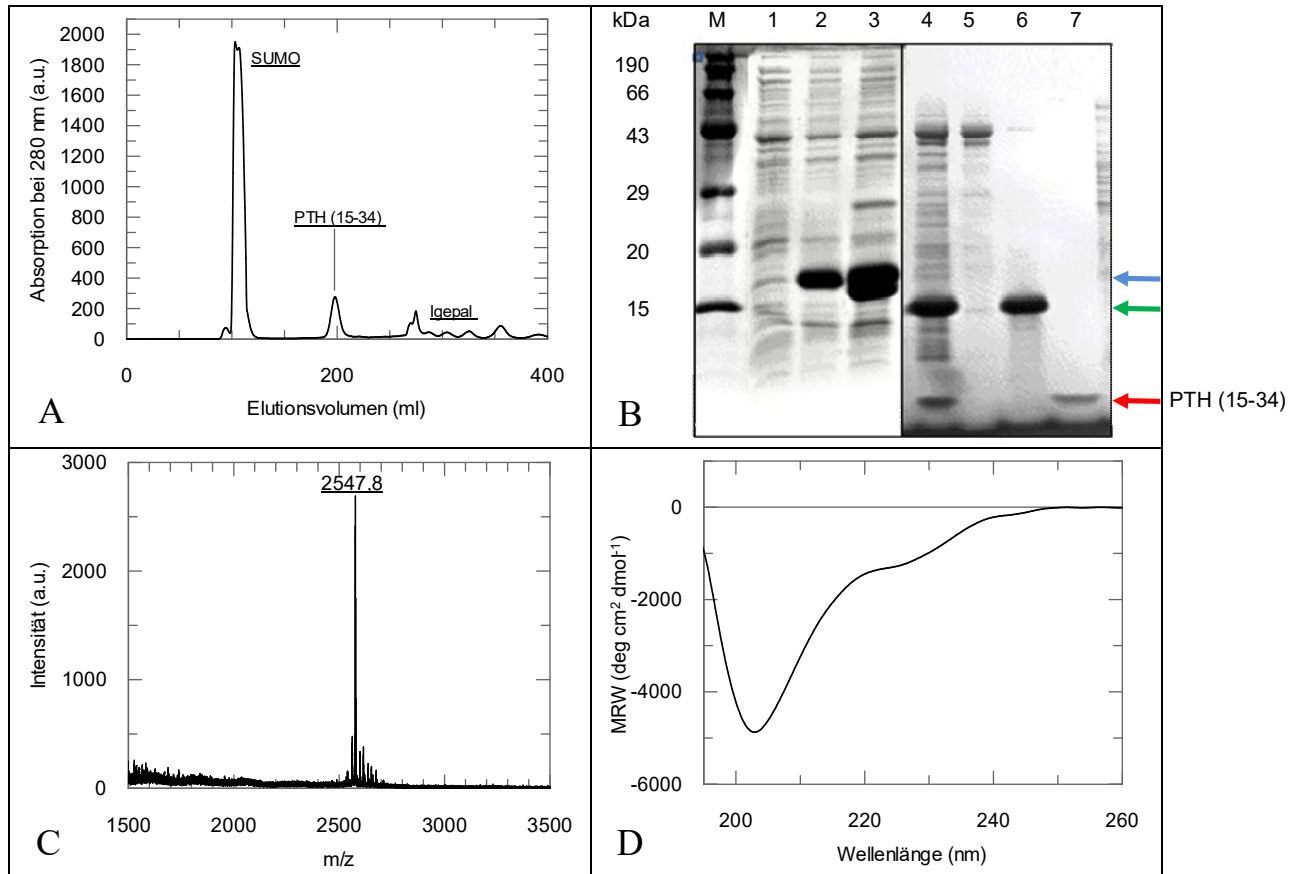 2000
1800
1600
1400
1200
1000
800
600
400
200
0
Absorption bei 280 nm (a.u.)
SUMO
PTH (15-34)
Igepal
0 200 400
Elutionsvolumen (ml)
A
kDa M 1 2 3 4 5 6 7
190
66
43
29
20
15
PTH (15-34)
B
3000
2000
1000
0
Intensität (a.u.)
2547,8
1500 2000 2500 3000 3500
m/z
C
0
-2000
-4000
-6000
MRW (deg cm² dmol⁻¹)
200 220 240 260
Wellenlänge (nm)
D